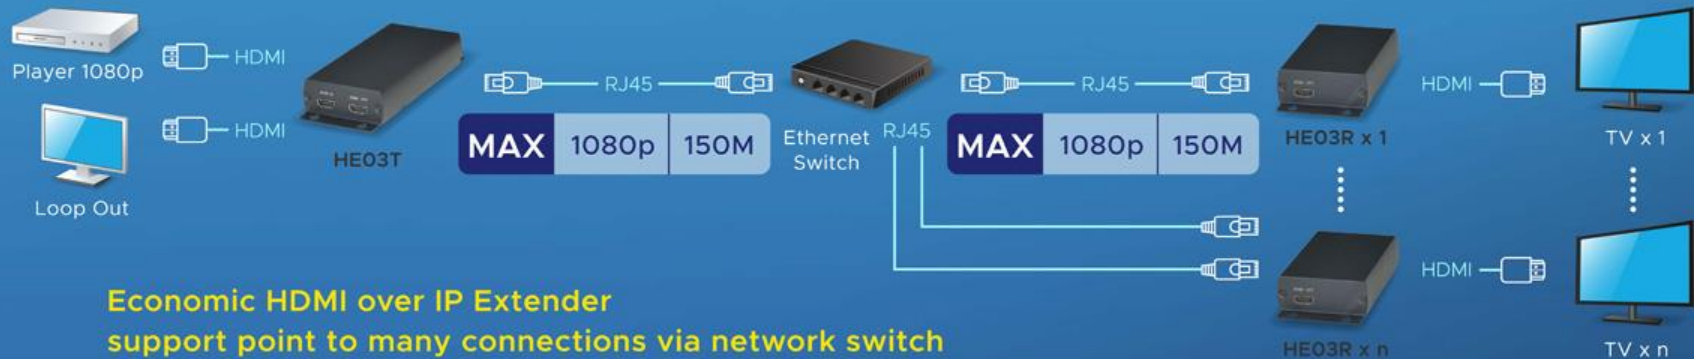 Player 1080p
HDMI
Loop Out
HDMI
HE03T
RJ45
MAX 1080p 150M
Ethernet
Switch
RJ45
RJ45
MAX 1080p 150M
HE03R x 1
HDMI
TV x 1
HE03R x n
HDMI
TV x n
Economic HDMI over IP Extender
support point to many connections via network switch